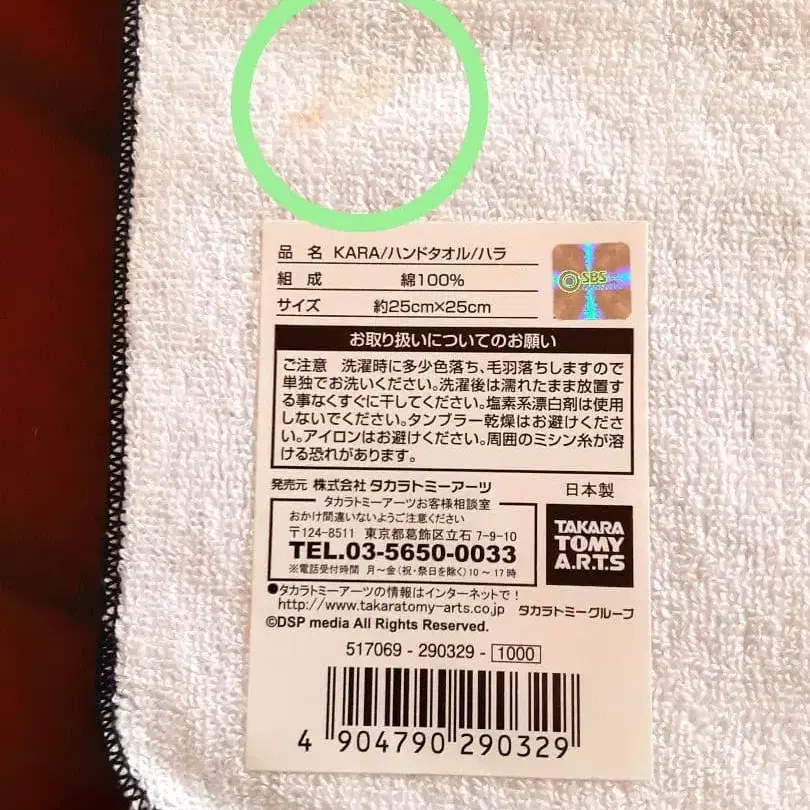 品 名 KARA/ハンドタオル/ハラ
組 成 綿100%
サイズ 約25cm×25cm
SBS
お取り扱いについてのお願い
ご注意 洗濯時に多少色落ち、毛羽落ちしますので
単独でお洗いください。洗濯後は濡れたまま放置す
る事なくすぐに干してください。塩素系漂白剤は使用
しないでください。タンブラー乾燥はお避けくださ
い。アイロンはお避けください。周囲のミシン糸が溶
ける恐れがあります。
発売元 株式会社 タカラトミーアーツ 日本製
タカラトミーアーツお客様相談室
おかけ間違いないようご注意ください
〒124-8511 東京都葛飾区立石 7-9-10
TEL.03-5650-0033
※電話受付時間 月～金(祝・祭日を除く)10～17時
TAKARA
TOMY
A.R.T.S
●タカラトミーアーツの情報はインターネットで!
http://www.takaratomy-arts.co.jp タカラトミーグループ
©DSP media All Rights Reserved.
517069 - 290329 - 1000
4 904790 290329